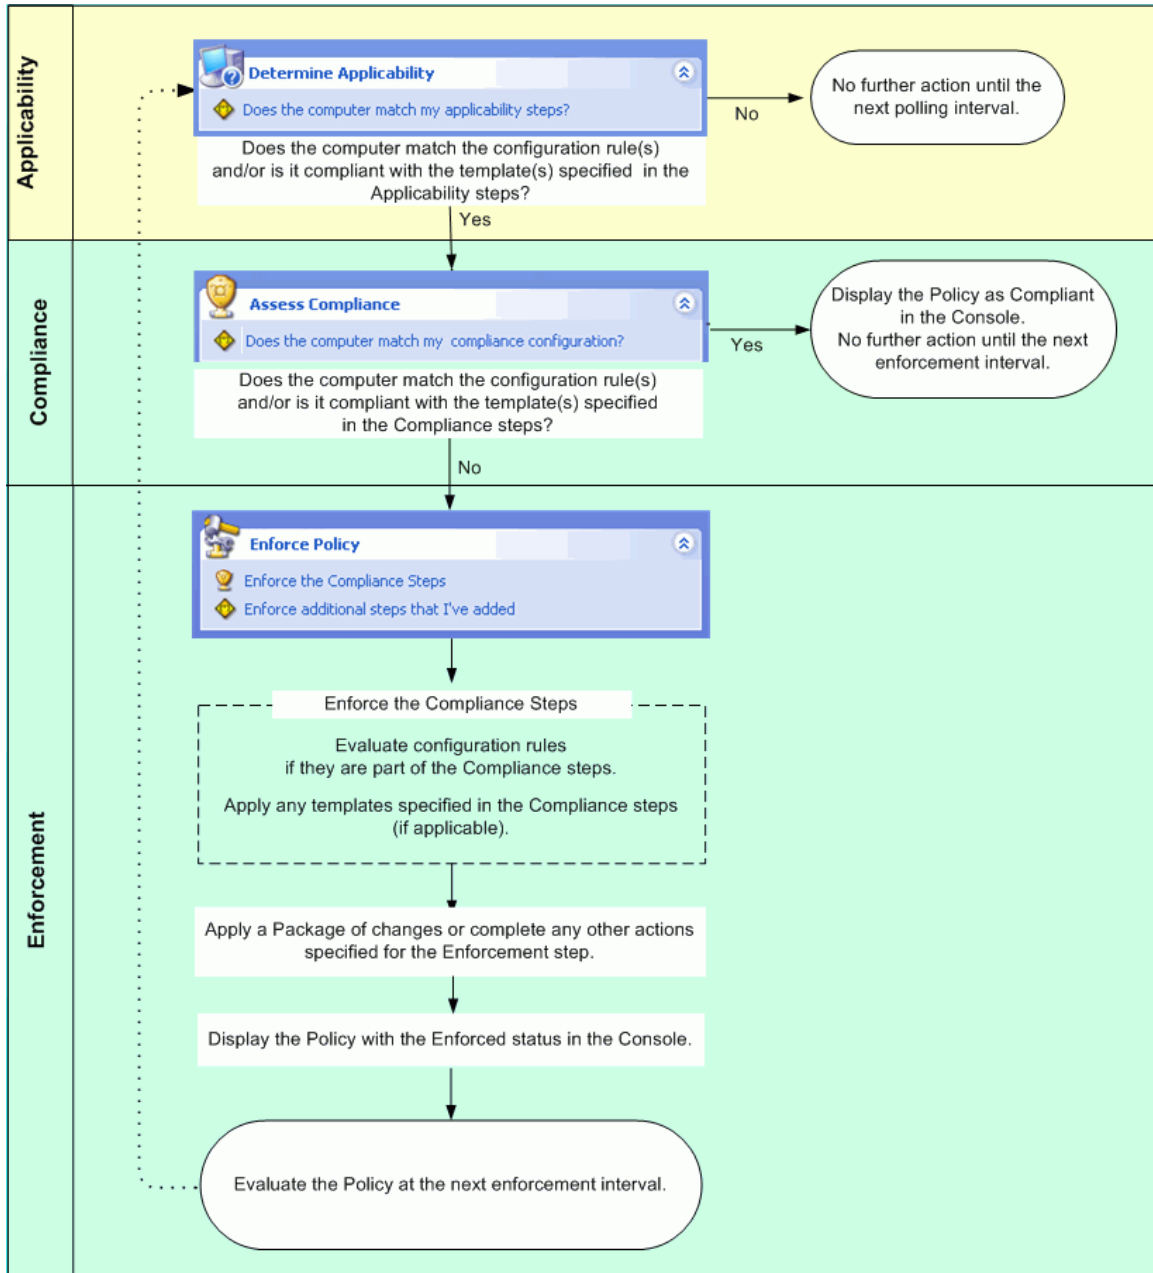 Applicability
Determine Applicability
Does the computer match my applicability steps?
No
No further action until the
next polling interval.
Does the computer match the configuration rule(s)
and/or is it compliant with the template(s) specified in the
Applicability steps?
Yes
Compliance
Assess Compliance
Does the computer match my compliance configuration?
Yes
Display the Policy as Compliant
in the Console.
No further action until the next
enforcement interval.
Does the computer match the configuration rule(s)
and/or is it compliant with the template(s) specified
in the Compliance steps?
No
Enforcement
Enforce Policy
Enforce the Compliance Steps
Enforce additional steps that I've added
Enforce the Compliance Steps
Evaluate configuration rules
if they are part of the Compliance steps.
Apply any templates specified in the Compliance steps
(if applicable).
Apply a Package of changes or complete any other actions
specified for the Enforcement step.
Display the Policy with the Enforced status in the Console.
Evaluate the Policy at the next enforcement interval.